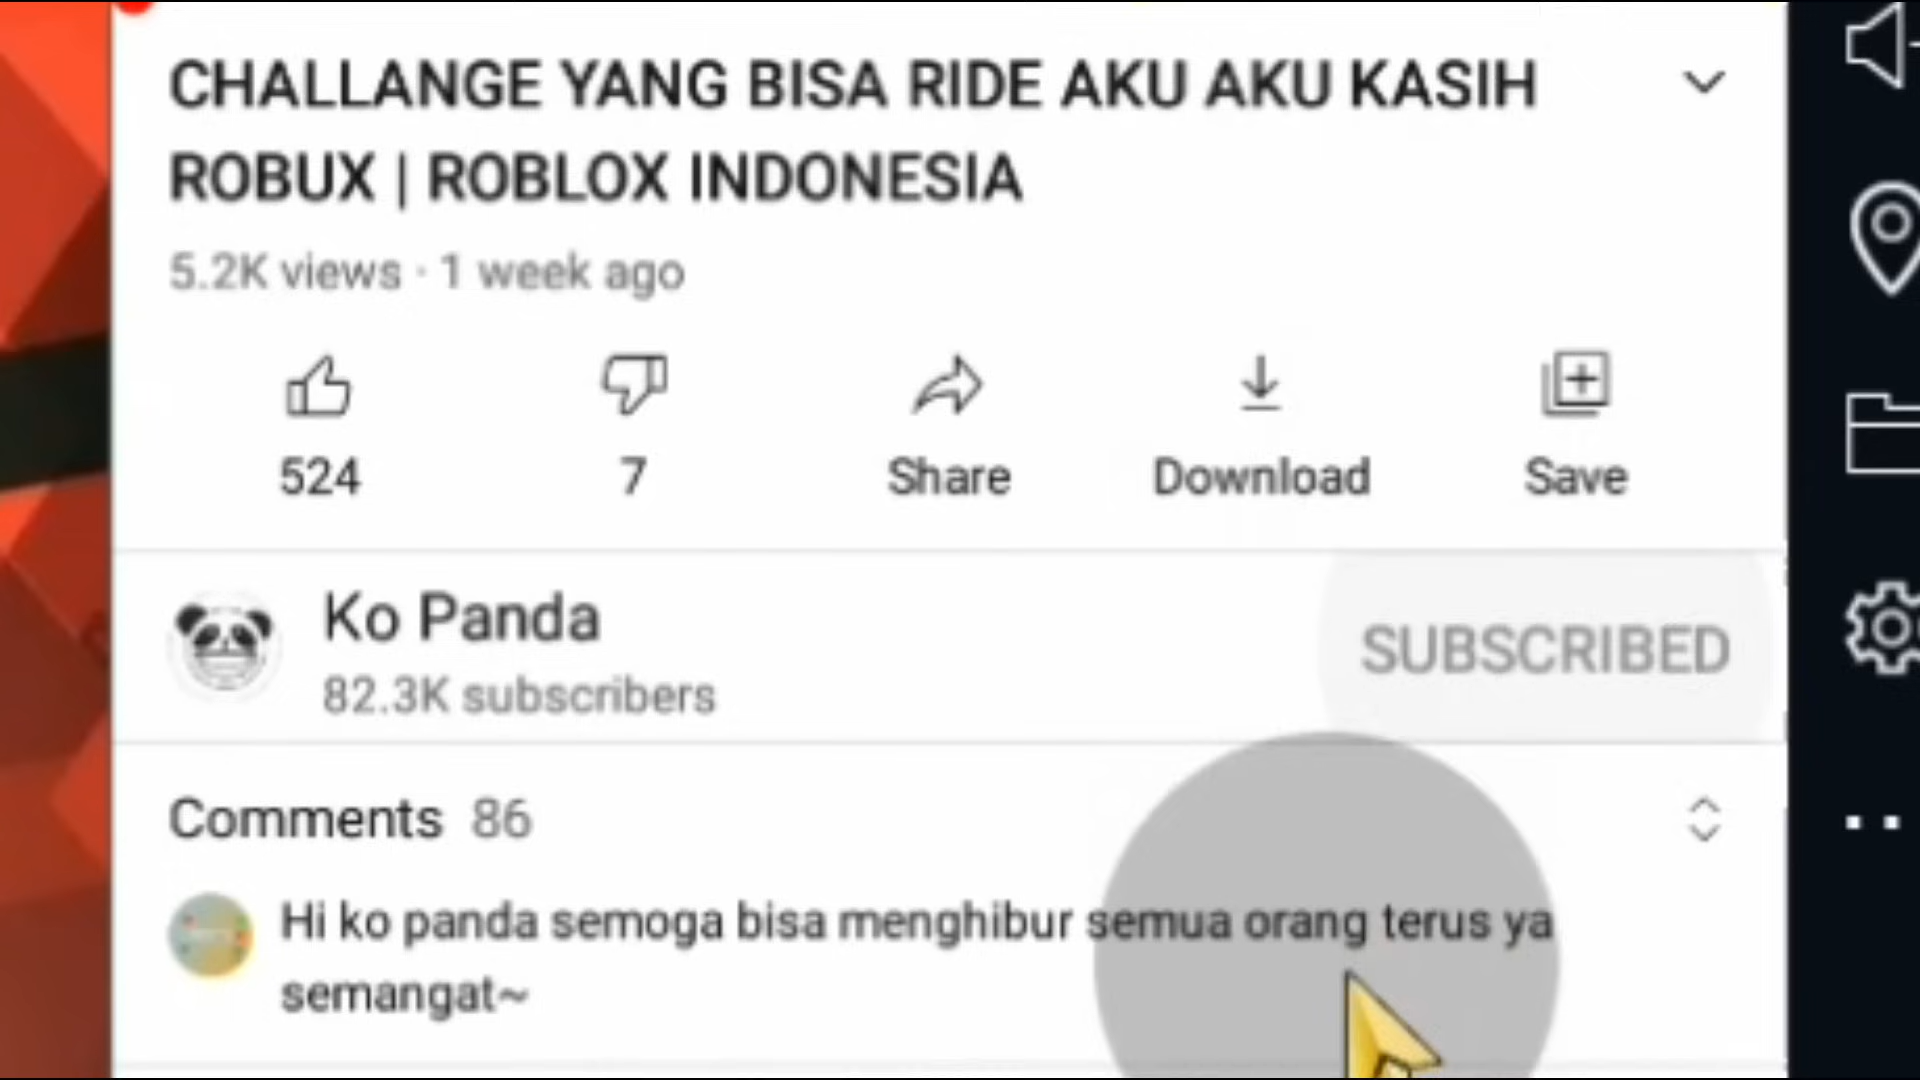 CHALLANGE YANG BISA RIDE AKU AKU KASIH
ROBUX | ROBLOX INDONESIA
5.2K views · 1 week ago
524
7
Share
Download
Save
Ko Panda
82.3K subscribers
SUBSCRIBED
Comments 86
Hi ko panda semoga bisa menghibur semua orang terus ya
semangat~